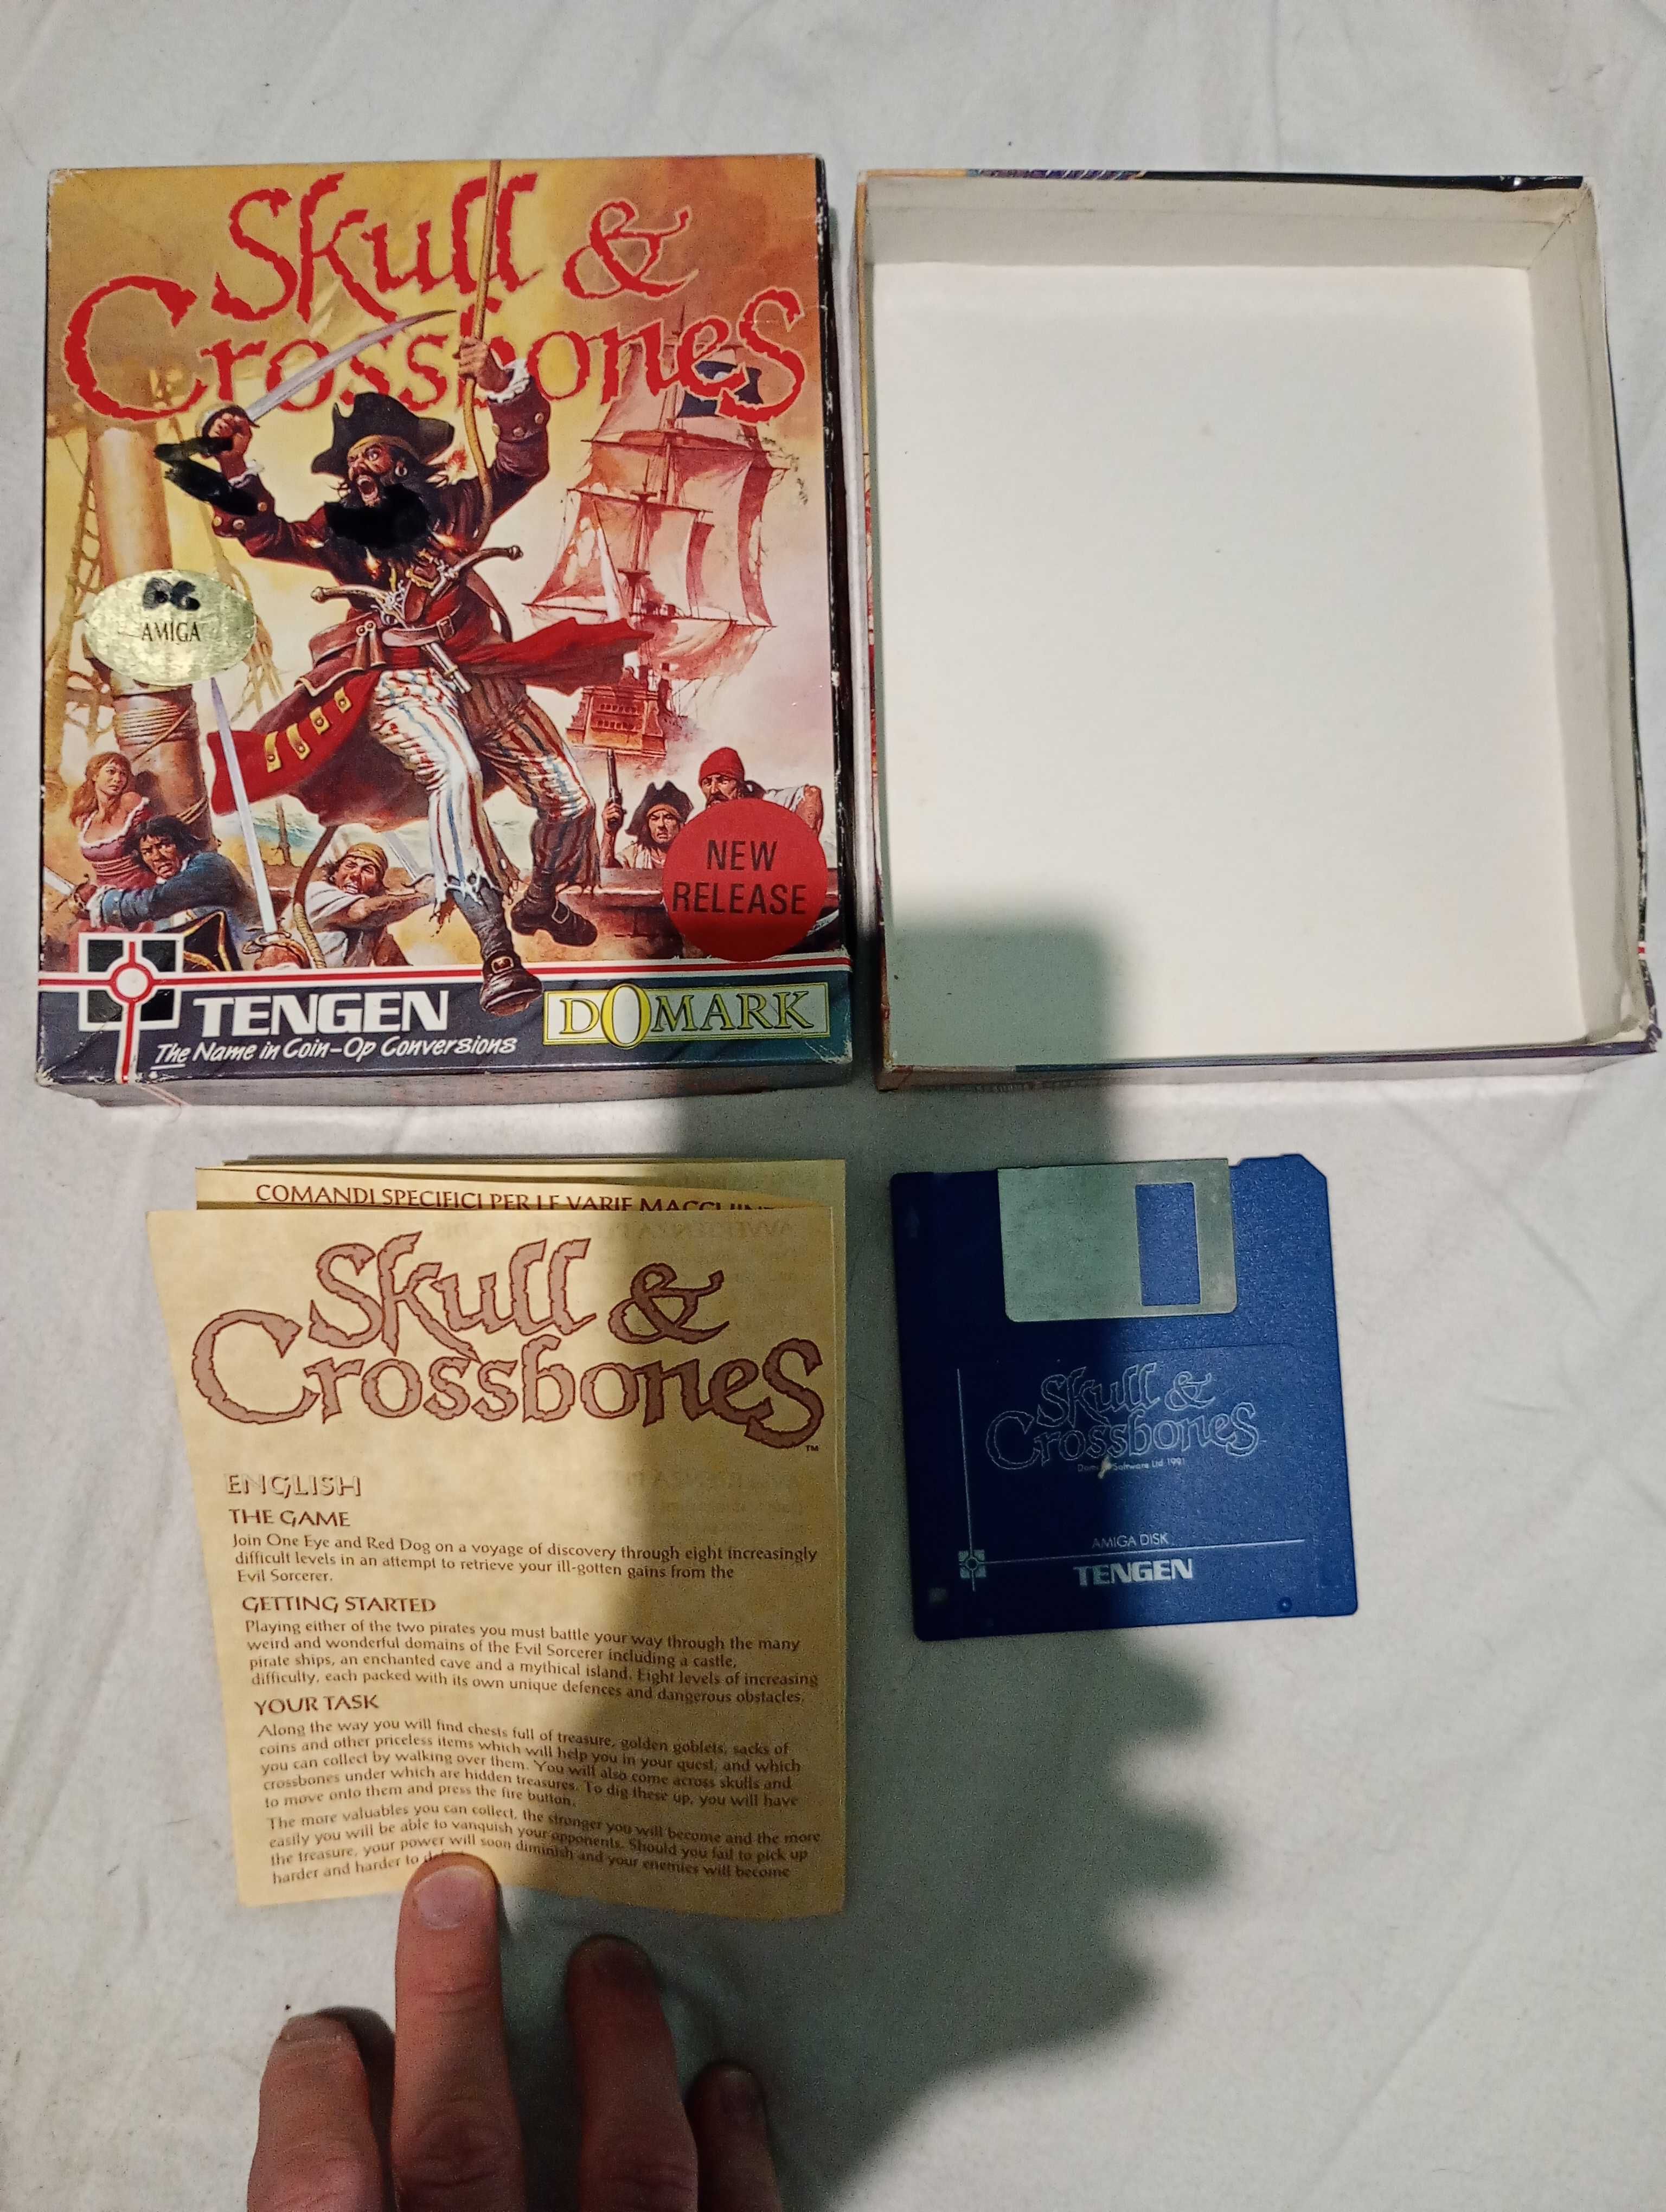 Skull &
Crossbones
AMIGA
NEW
RELEASE
TENGEN
The Name in Coin-Op Conversions
DOMARK
COMANDI SPECIFICI PER LE VARIE MACCHINE
Skull &
Crossbones
™
ENGLISH
THE GAME
Join One Eye and Red Dog on a voyage of discovery through eight increasingly
difficult levels in an attempt to retrieve your ill-gotten gains from the
Evil Sorcerer.
GETTING STARTED
Playing either of the two pirates you must battle your way through the many
weird and wonderful domains of the Evil Sorcerer including a castle,
pirate ships, an enchanted cave and a mythical island. Eight levels of increasing
difficulty, each packed with its own unique defences and dangerous obstacles.
YOUR TASK
Along the way you will find chests full of treasure, golden goblets, sacks of
coins and other priceless items which will help you in your quest, and which
you can collect by walking over them. You will also come across skulls and
crossbones under which are hidden treasures. To dig these up, you will have
to move onto them and press the fire button.
The more valuables you can collect, the stronger you will become and the more
easily you will be able to vanquish your opponents. Should you fail to pick up
the treasure, your power will soon diminish and your enemies will become
harder and harder to
Skull &
Crossbones
Software Ltd 1991
AMIGA DISK
TENGEN